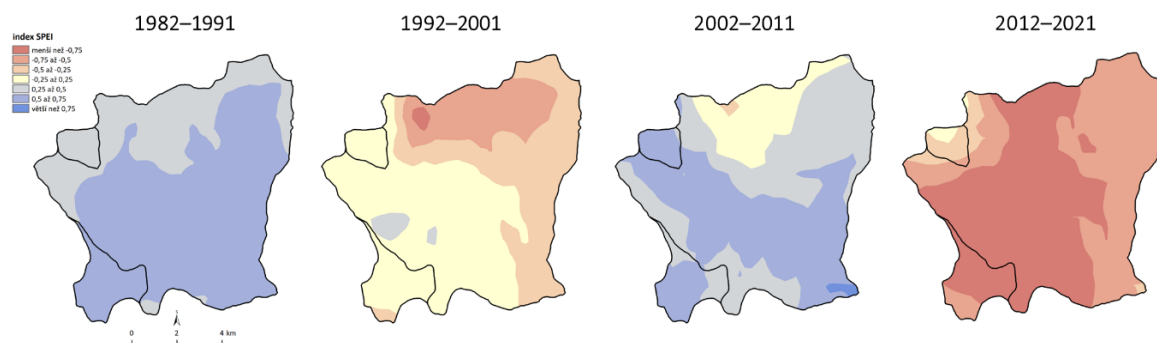 1982–1991
1992–2001
2002–2011
2012–2021
index SPEI
menší než -0,75
-0,75 až -0,5
-0,5 až -0,25
-0,25 až 0,25
0,25 až 0,5
0,5 až 0,75
větší než 0,75
0 2 4 km